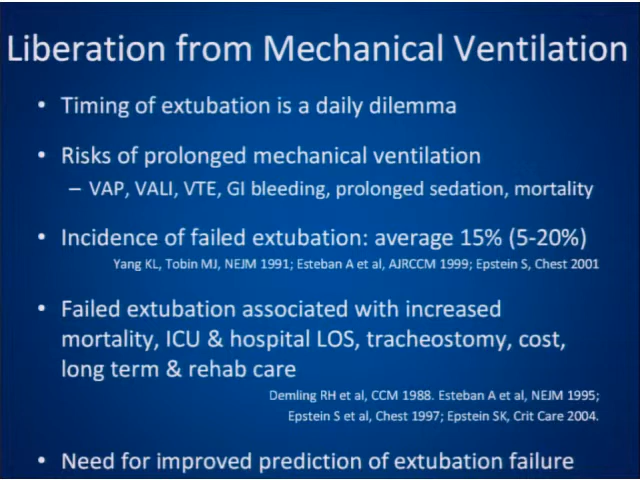 Liberation from Mechanical Ventilation
• Timing of extubation is a daily dilemma
• Risks of prolonged mechanical ventilation
– VAP, VALI, VTE, GI bleeding, prolonged sedation, mortality
• Incidence of failed extubation: average 15% (5-20%)
Yang KL, Tobin MJ, NEJM 1991; Esteban A et al, AJRCCM 1999; Epstein S, Chest 2001
• Failed extubation associated with increased
mortality, ICU & hospital LOS, tracheostomy, cost,
long term & rehab care
Demling RH et al, CCM 1988. Esteban A et al, NEJM 1995;
Epstein S et al, Chest 1997; Epstein SK, Crit Care 2004.
• Need for improved prediction of extubation failure